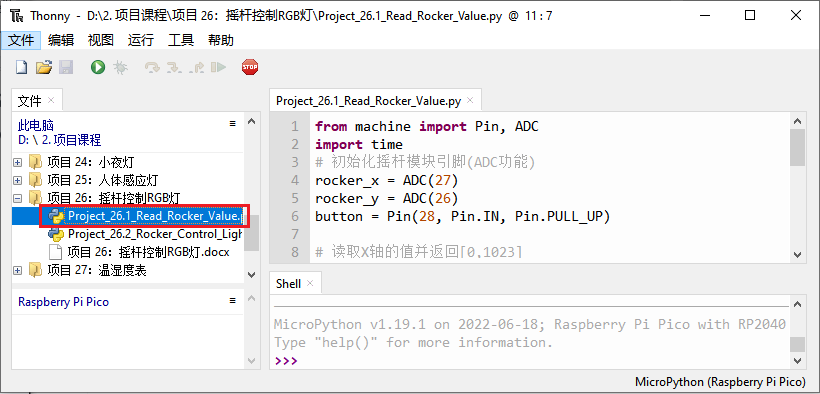 Thonny - D:\2.项目课程\项目 26：摇杆控制RGB灯\Project_26.1_Read_Rocker_Value.py @ 11 : 7
文件 编辑 视图 运行 工具 帮助
STOP
文件 ×
此电脑
D: \ 2.项目课程
项目 24：小夜灯
项目 25：人体感应灯
项目 26：摇杆控制RGB灯
Project_26.1_Read_Rocker_Value.
Project_26.2_Rocker_Control_Ligh
项目 26：摇杆控制RGB灯.docx
项目 27：温湿度表
Raspberry Pi Pico
Project_26.1_Read_Rocker_Value.py ×
1 from machine import Pin, ADC
2 import time
3 # 初始化摇杆模块引脚(ADC功能)
4 rocker_x = ADC(27)
5 rocker_y = ADC(26)
6 button = Pin(28, Pin.IN, Pin.PULL_UP)
7
8 # 读取X轴的值并返回[0,1023]
Shell ×
MicroPython v1.19.1 on 2022-06-18; Raspberry Pi Pico with RP2040
Type "help()" for more information.
>>>
MicroPython (Raspberry Pi Pico)